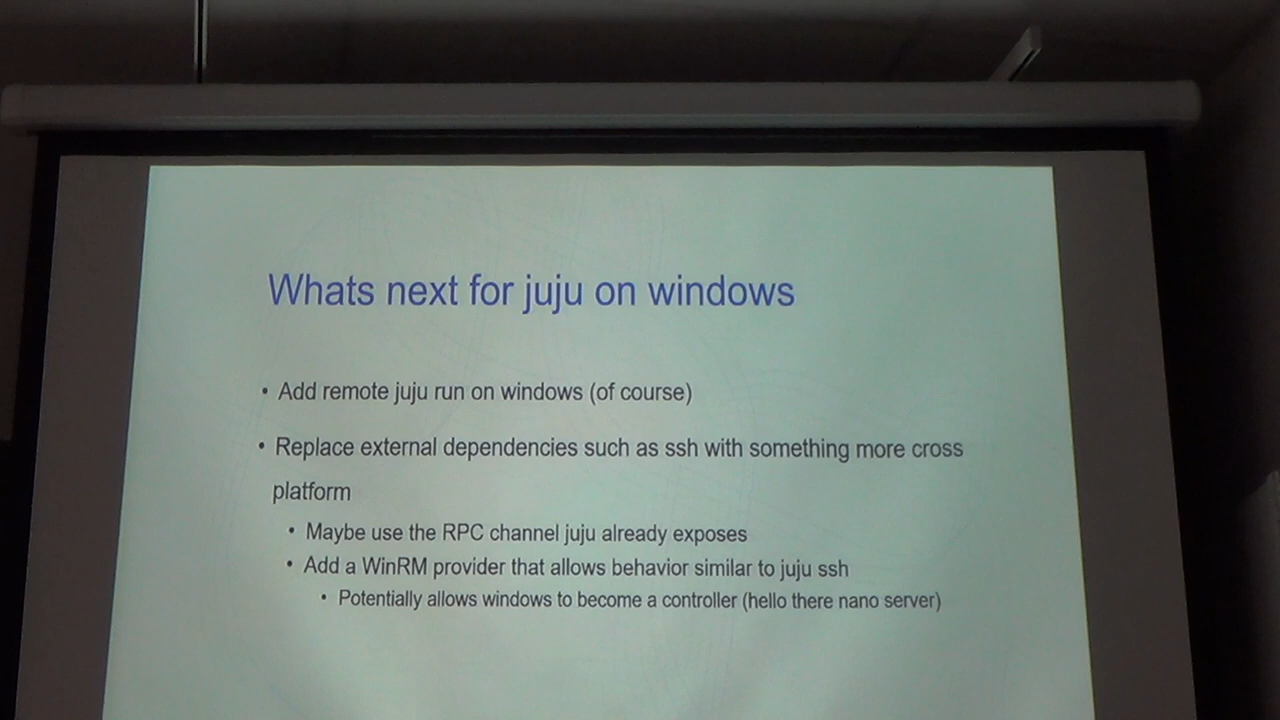 Whats next for juju on windows
• Add remote juju run on windows (of course)
• Replace external dependencies such as ssh with something more cross
platform
• Maybe use the RPC channel juju already exposes
• Add a WinRM provider that allows behavior similar to juju ssh
• Potentially allows windows to become a controller (hello there nano server)